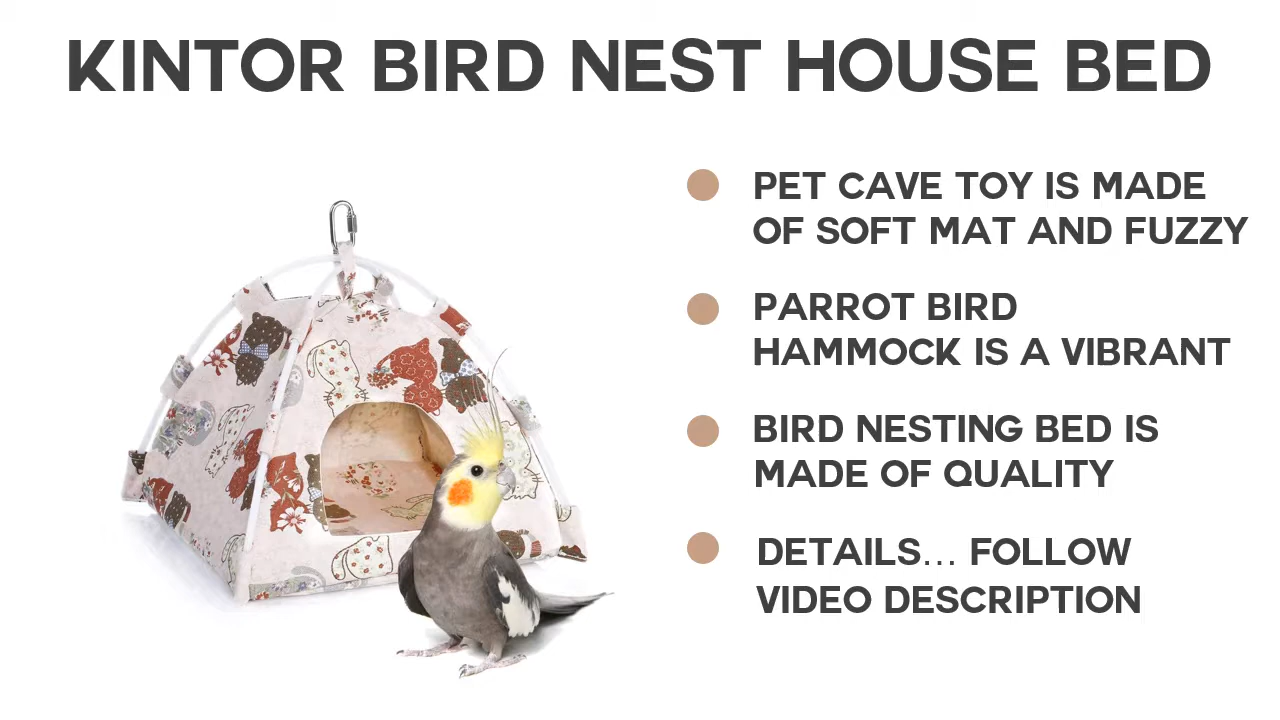 KINTOR BIRD NEST HOUSE BED
PET CAVE TOY IS MADE
OF SOFT MAT AND FUZZY
PARROT BIRD
HAMMOCK IS A VIBRANT
BIRD NESTING BED IS
MADE OF QUALITY
DETAILS... FOLLOW
VIDEO DESCRIPTION